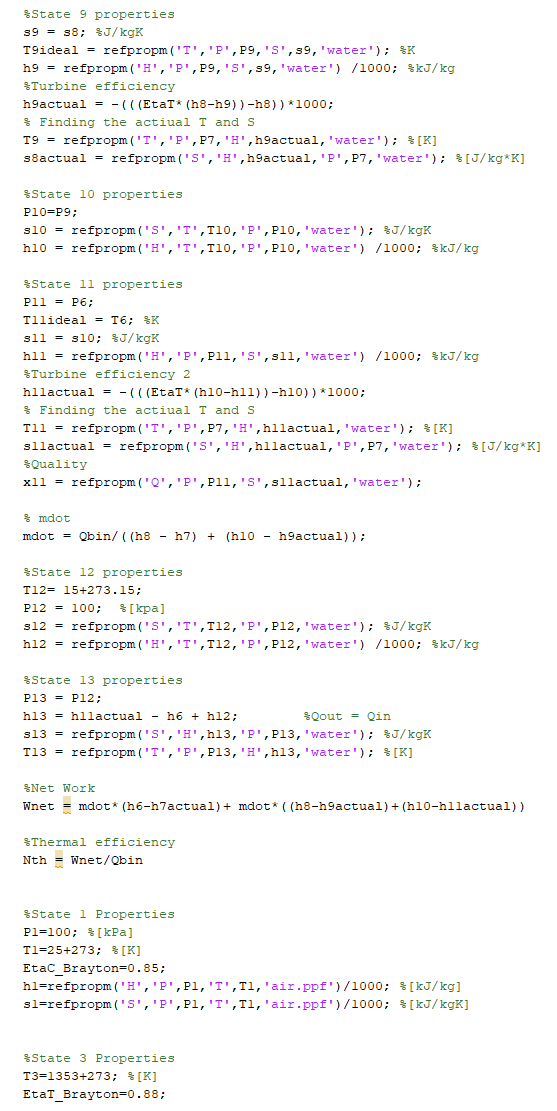 %State 9 properties
s9 = s8; %J/kgK
T9ideal = refpropm('T','P',P9,'S',s9,'water'); %K
h9 = refpropm('H','P',P9,'S',s9,'water') /1000; %kJ/kg
%Turbine efficiency
h9actual = -(((EtaT*(h8-h9))-h8))*1000;
% Finding the actiual T and S
T9 = refpropm('T','P',P7,'H',h9actual,'water'); %[K]
s8actual = refpropm('S','H',h9actual,'P',P7,'water'); %[J/kg*K]
%State 10 properties
P10=P9;
s10 = refpropm('S','T',T10,'P',P10,'water'); %J/kgK
h10 = refpropm('H','T',T10,'P',P10,'water') /1000; %kJ/kg
%State 11 properties
P11 = P6;
T11ideal = T6; %K
s11 = s10; %J/kgK
h11 = refpropm('H','P',P11,'S',s11,'water') /1000; %kJ/kg
%Turbine efficiency 2
h11actual = -(((EtaT*(h10-h11))-h10))*1000;
% Finding the actiual T and S
T11 = refpropm('T','P',P7,'H',h11actual,'water'); %[K]
s11actual = refpropm('S','H',h11actual,'P',P7,'water'); %[J/kg*K]
%Quality
x11 = refpropm('Q','P',P11,'S',s11actual,'water');
% mdot
mdot = Qbin/((h8 - h7) + (h10 - h9actual));
%State 12 properties
T12= 15+273.15;
P12 = 100;  %[kpa]
s12 = refpropm('S','T',T12,'P',P12,'water'); %J/kgK
h12 = refpropm('H','T',T12,'P',P12,'water') /1000; %kJ/kg
%State 13 properties
P13 = P12;
h13 = h11actual - h6 + h12;        %Qout = Qin
s13 = refpropm('S','H',h13,'P',P13,'water'); %J/kgK
T13 = refpropm('T','P',P13,'H',h13,'water'); %[K]
%Net Work
Wnet = mdot*(h6-h7actual)+ mdot*((h8-h9actual)+(h10-h11actual))
%Thermal efficiency
Nth = Wnet/Qbin
%State 1 Properties
P1=100; %[kPa]
T1=25+273; %[K]
EtaC_Brayton=0.85;
h1=refpropm('H','P',P1,'T',T1,'air.ppf')/1000; %[kJ/kg]
s1=refpropm('S','P',P1,'T',T1,'air.ppf')/1000; %[kJ/kgK]
%State 3 Properties
T3=1353+273; %[K]
EtaT_Brayton=0.88;